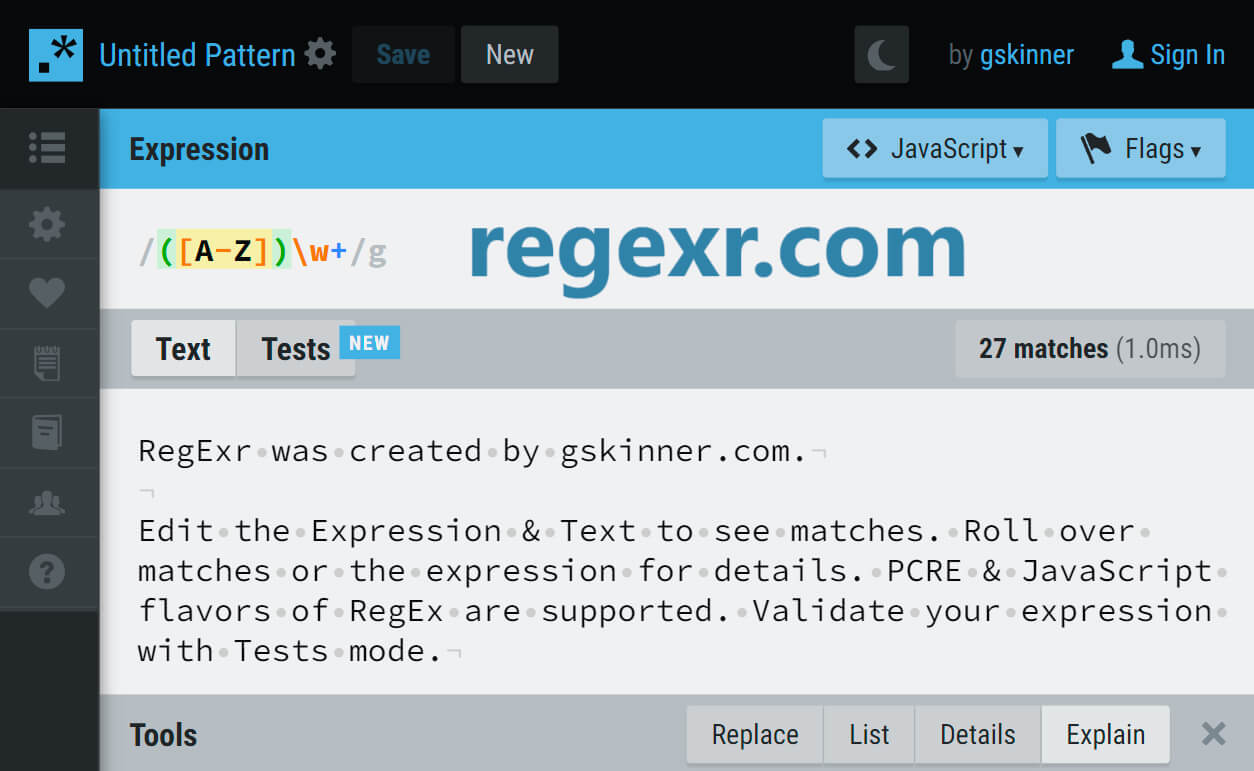 .*
Untitled Pattern Save New by gskinner Sign In
Expression JavaScript ▾ Flags ▾
/([A-Z])\w+/g regexr.com
Text Tests NEW 27 matches (1.0ms)
RegExr·was·created·by·gskinner.com.¬
¬
Edit·the·Expression·&·Text·to·see·matches.·Roll·over·
matches·or·the·expression·for·details.·PCRE·&·JavaScript·
flavors·of·RegEx·are·supported.·Validate·your·expression·
with·Tests·mode.¬
?
Tools Replace List Details Explain